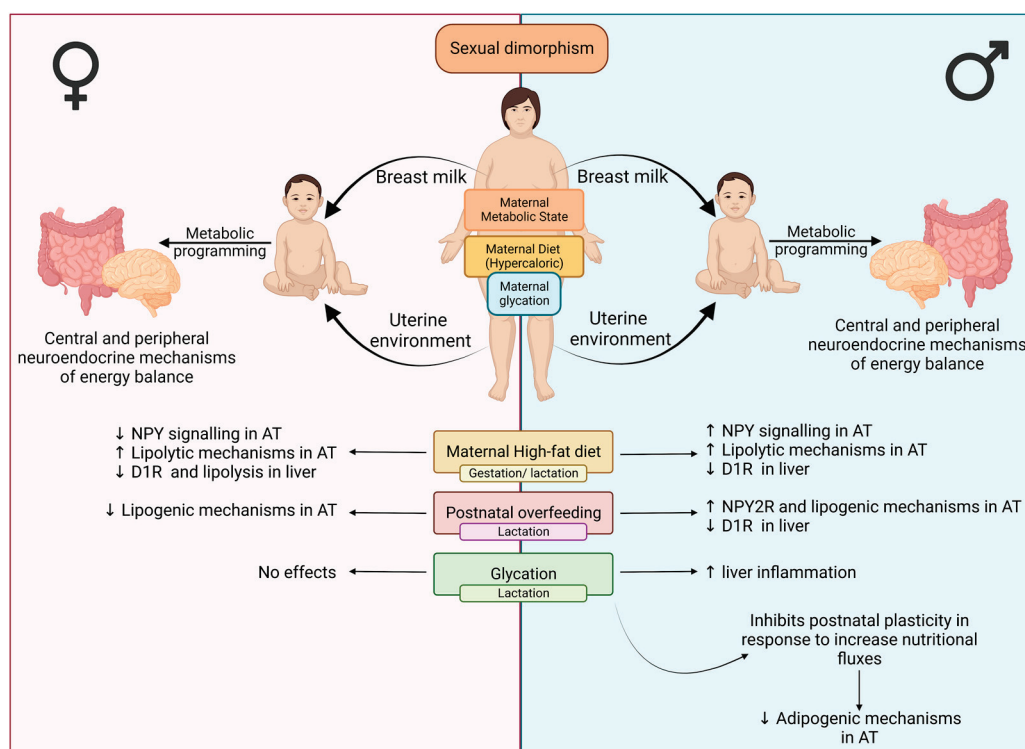 Sexual dimorphism
Breast milk
Breast milk
Maternal
Metabolic State
Maternal Diet
(Hypercaloric)
Maternal
glycation
Metabolic
programming
Metabolic
programming
Uterine
environment
Uterine
environment
Central and peripheral
neuroendocrine mechanisms
of energy balance
Central and peripheral
neuroendocrine mechanisms
of energy balance
↓ NPY signalling in AT
↑ Lipolytic mechanisms in AT
↓ D1R and lipolysis in liver
Maternal High-fat diet
Gestation/ lactation
↑ NPY signalling in AT
↑ Lipolytic mechanisms in AT
↓ D1R in liver
↓ Lipogenic mechanisms in AT
Postnatal overfeeding
Lactation
↑ NPY2R and lipogenic mechanisms in AT
↓ D1R in liver
No effects
Glycation
Lactation
↑ liver inflammation
Inhibits postnatal plasticity in
response to increase nutritional
fluxes
↓ Adipogenic mechanisms
in AT